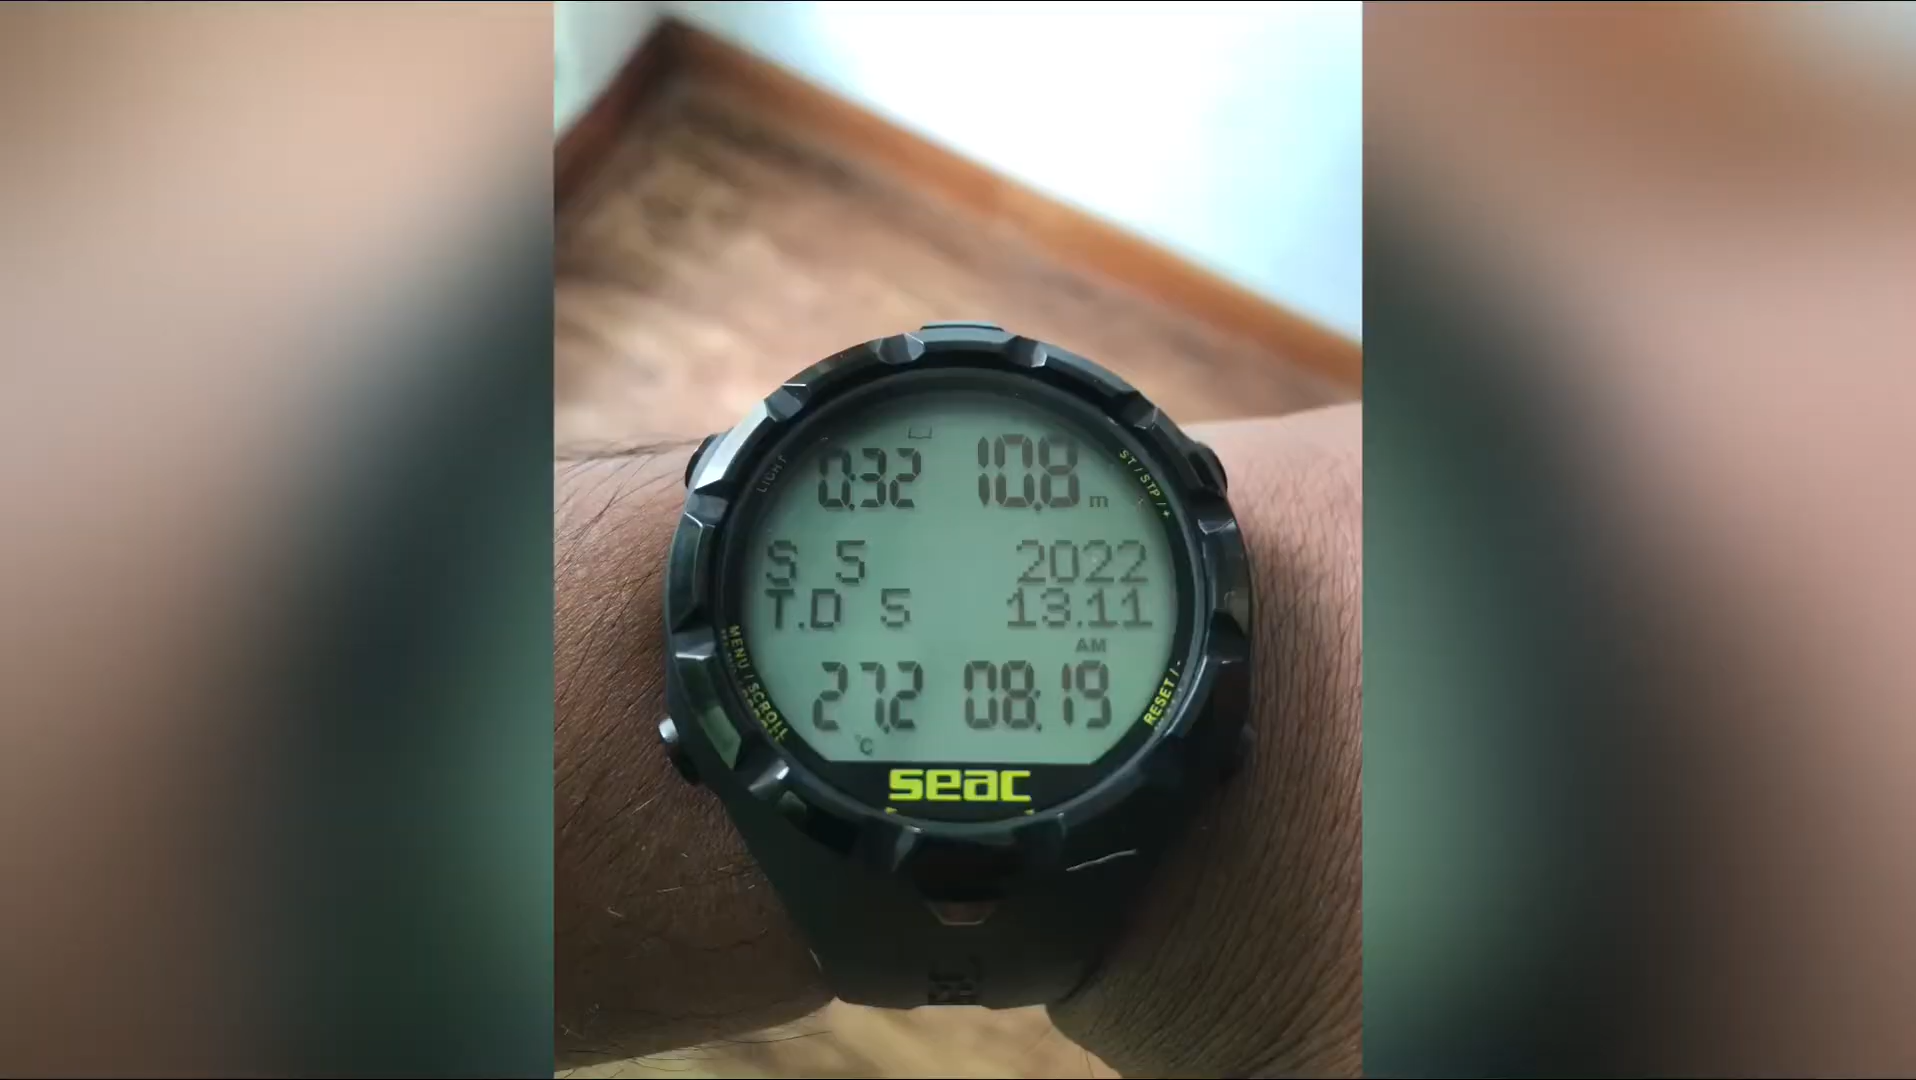 LIGHT
0:32 10.8 m
ST / STP / +
S 5 2022
T.D 5 13.11
AM
27.2 08:19
°C
MENU / SCROLL
RESET / -
seac